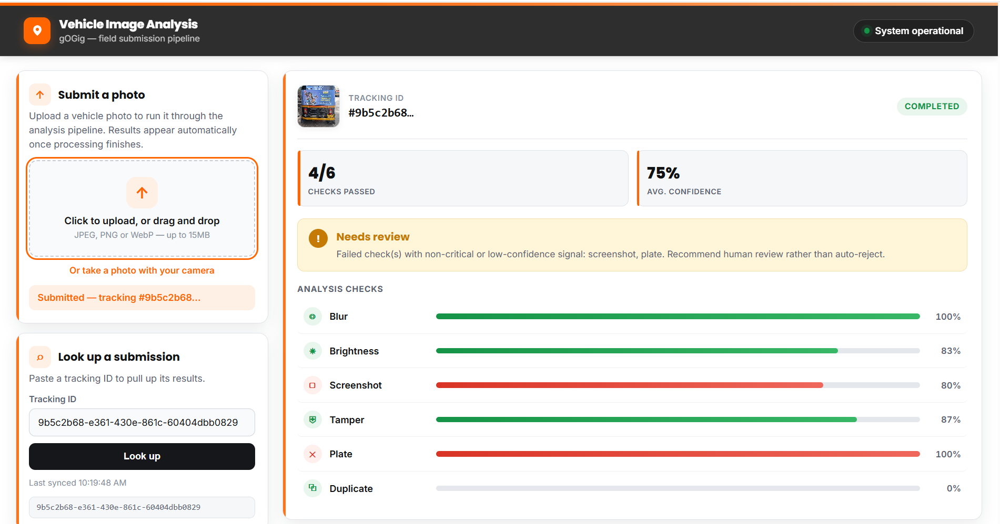 Vehicle Image Analysis
gOGig — field submission pipeline
System operational
Submit a photo
Upload a vehicle photo to run it through the
analysis pipeline. Results appear automatically
once processing finishes.
Click to upload, or drag and drop
JPEG, PNG or WebP — up to 15MB
Or take a photo with your camera
Submitted — tracking #9b5c2b68...
Look up a submission
Paste a tracking ID to pull up its results.
Tracking ID
9b5c2b68-e361-430e-861c-60404dbb0829
Look up
Last synced 10:19:48 AM
9b5c2b68-e361-430e-861c-60404dbb0829
TRACKING ID
#9b5c2b68…
COMPLETED
4/6
CHECKS PASSED
75%
AVG. CONFIDENCE
!
Needs review
Failed check(s) with non-critical or low-confidence signal: screenshot, plate. Recommend human review rather than auto-reject.
ANALYSIS CHECKS
Blur 100%
Brightness 83%
Screenshot 80%
Tamper 87%
Plate 100%
Duplicate 0%